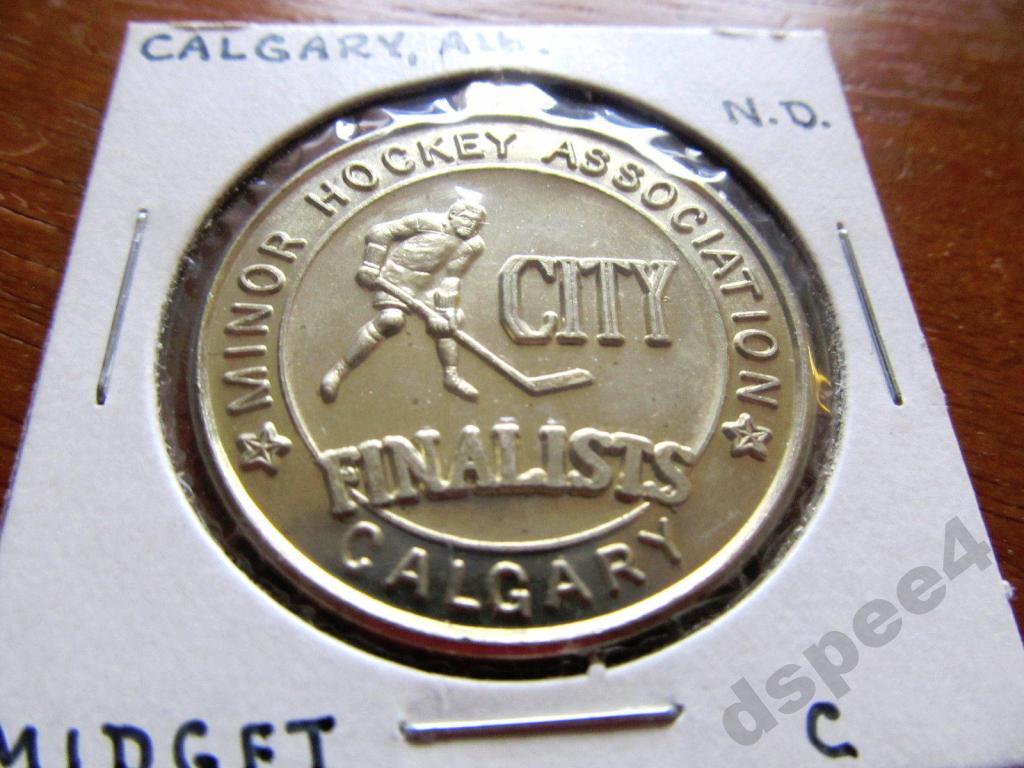 CALGARY, Alb.
N.D.
MINOR HOCKEY ASSOCIATION
CITY
FINALISTS
CALGARY
MIDGET
C
dspee4